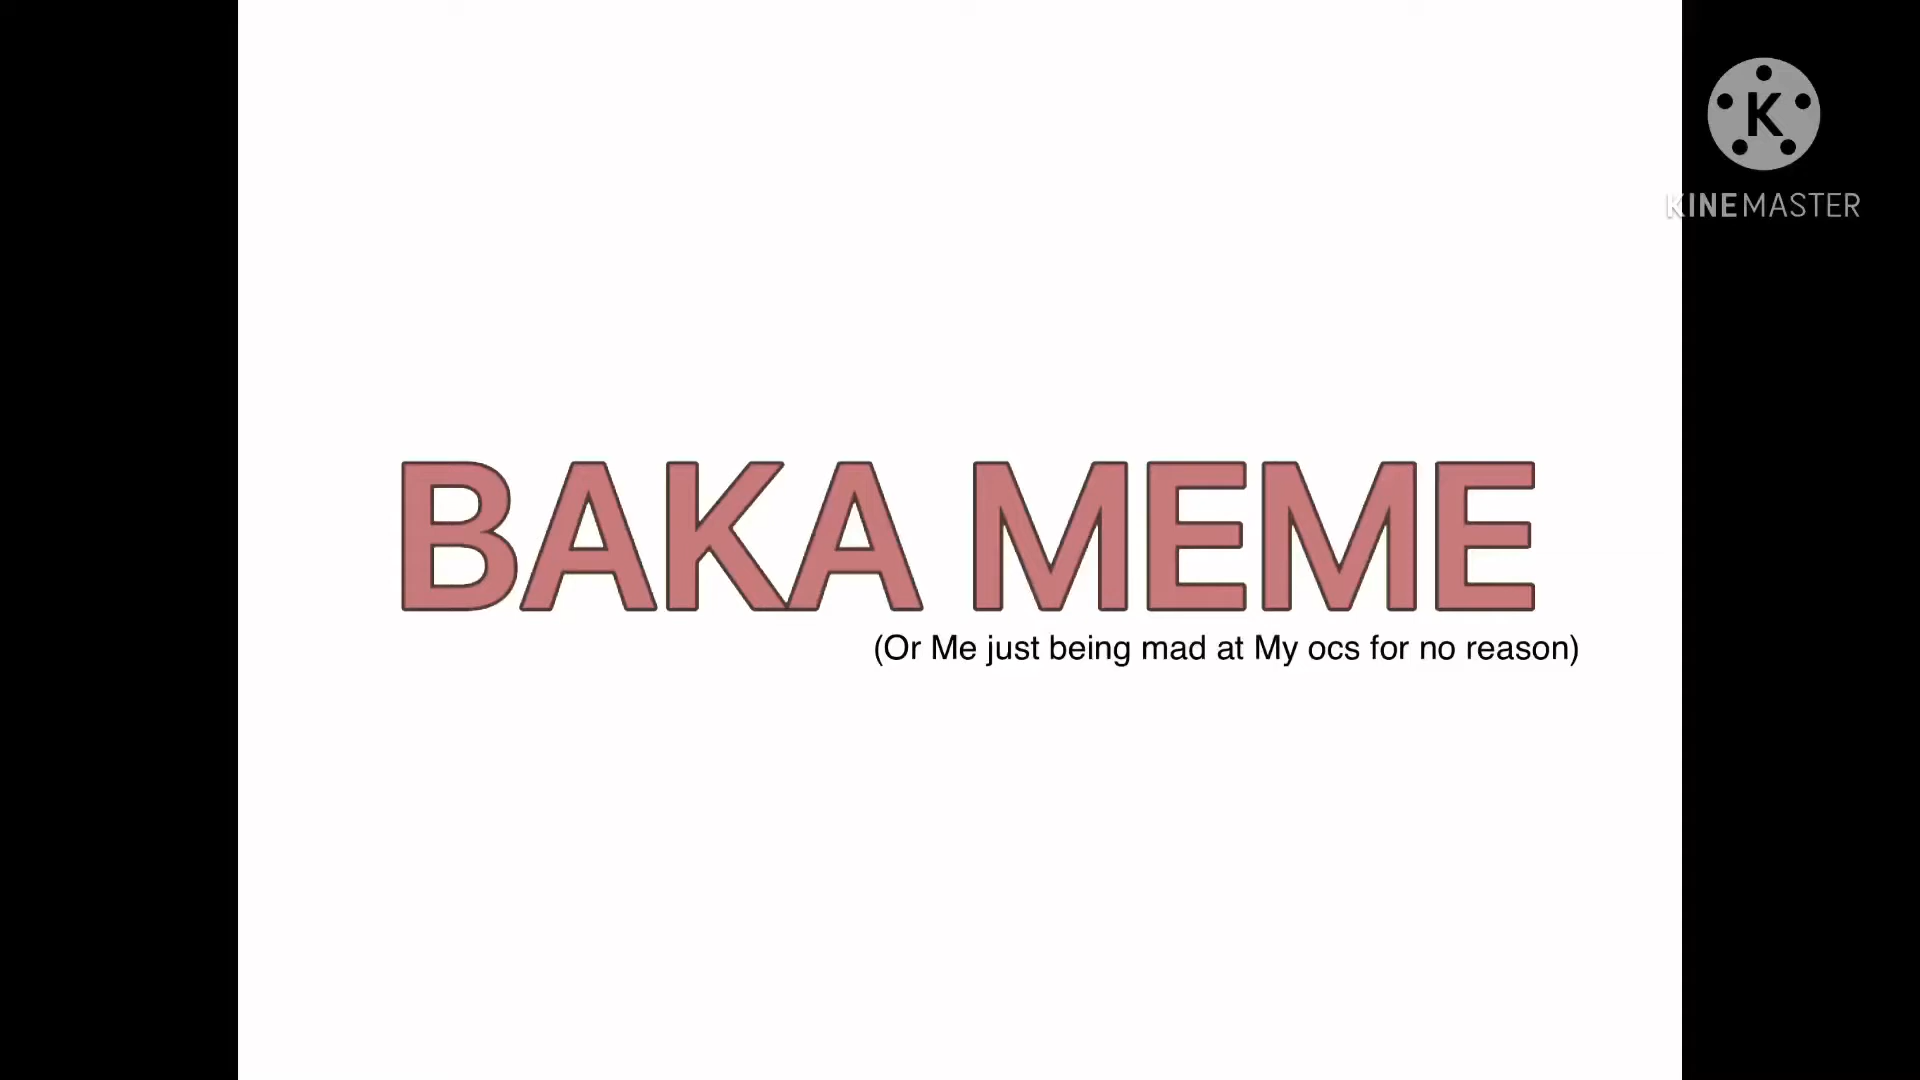 K
KINEMASTER
BAKA MEME
(Or Me just being mad at My ocs for no reason)